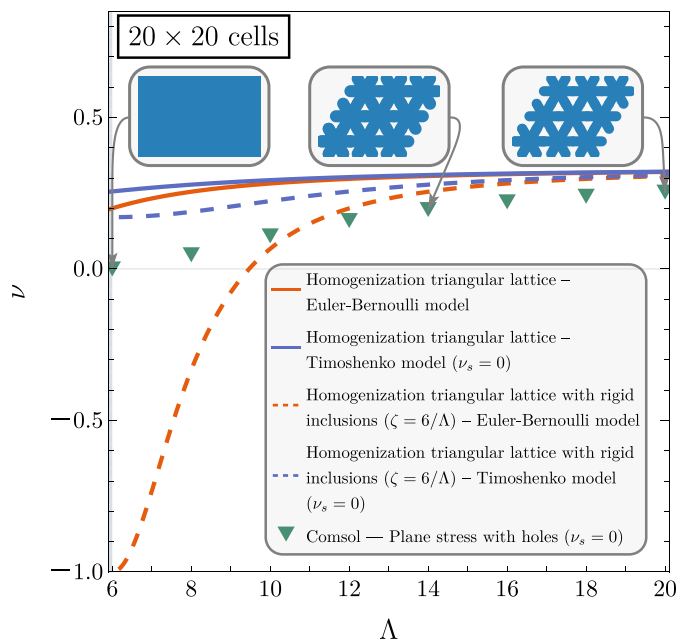 20 × 20 cells
0.5
0.0
−0.5
−1.0
ν
Homogenization triangular lattice –
Euler-Bernoulli model
Homogenization triangular lattice –
Timoshenko model (νₛ = 0)
Homogenization triangular lattice with rigid
inclusions (ζ = 6/Λ) – Euler-Bernoulli model
Homogenization triangular lattice with rigid
inclusions (ζ = 6/Λ) – Timoshenko model
(νₛ = 0)
Comsol — Plane stress with holes (νₛ = 0)
6 8 10 12 14 16 18 20
Λ